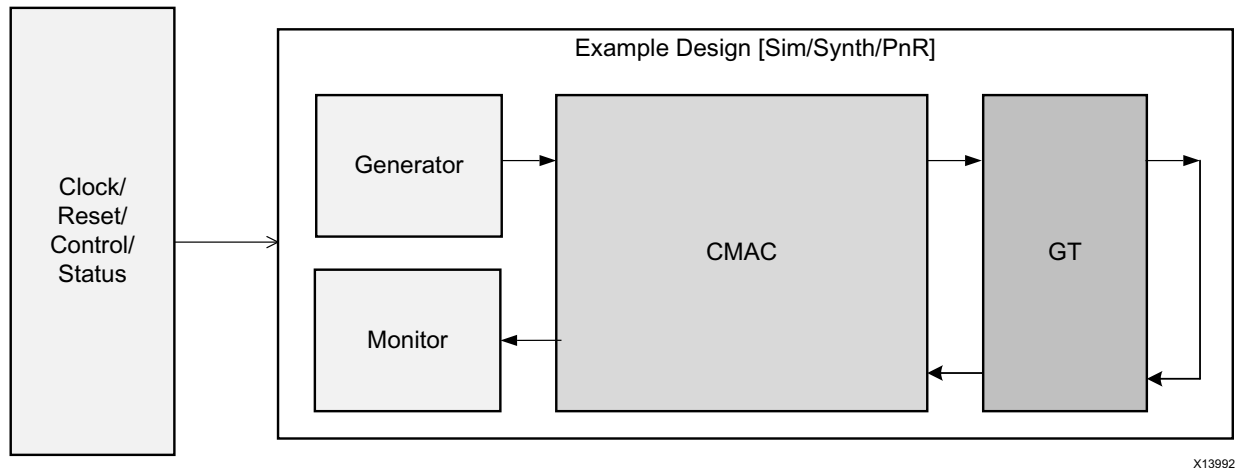 Example Design [Sim/Synth/PnR]
Clock/
Reset/
Control/
Status
Generator
Monitor
CMAC
GT
X13992